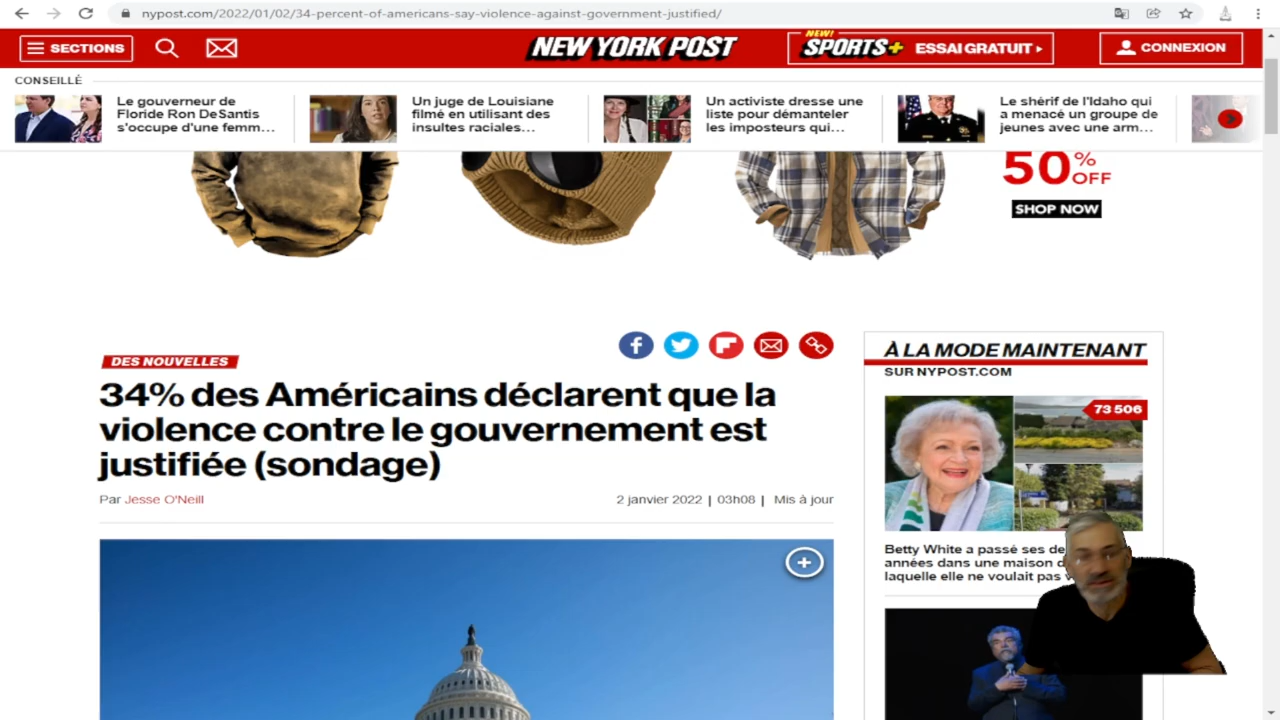 nypost.com/2022/01/02/34-percent-of-americans-say-violence-against-government-justified/
SECTIONS
NEW YORK POST
NEW!
SPORTS+ ESSAI GRATUIT
CONNEXION
CONSEILLÉ
Le gouverneur de
Floride Ron DeSantis
s'occupe d'une femm...
Un juge de Louisiane
filmé en utilisant des
insultes raciales...
Un activiste dresse une
liste pour démanteler
les imposteurs qui...
Le shérif de l'Idaho qui
a menacé un groupe de
jeunes avec une arm...
50% OFF
SHOP NOW
DES NOUVELLES
34% des Américains déclarent que la
violence contre le gouvernement est
justifiée (sondage)
Par Jesse O'Neill
2 janvier 2022 | 03h08 | Mis à jour
À LA MODE MAINTENANT
SUR NYPOST.COM
73 506
Betty White a passé ses de
années dans une maison d
laquelle elle ne voulait pas